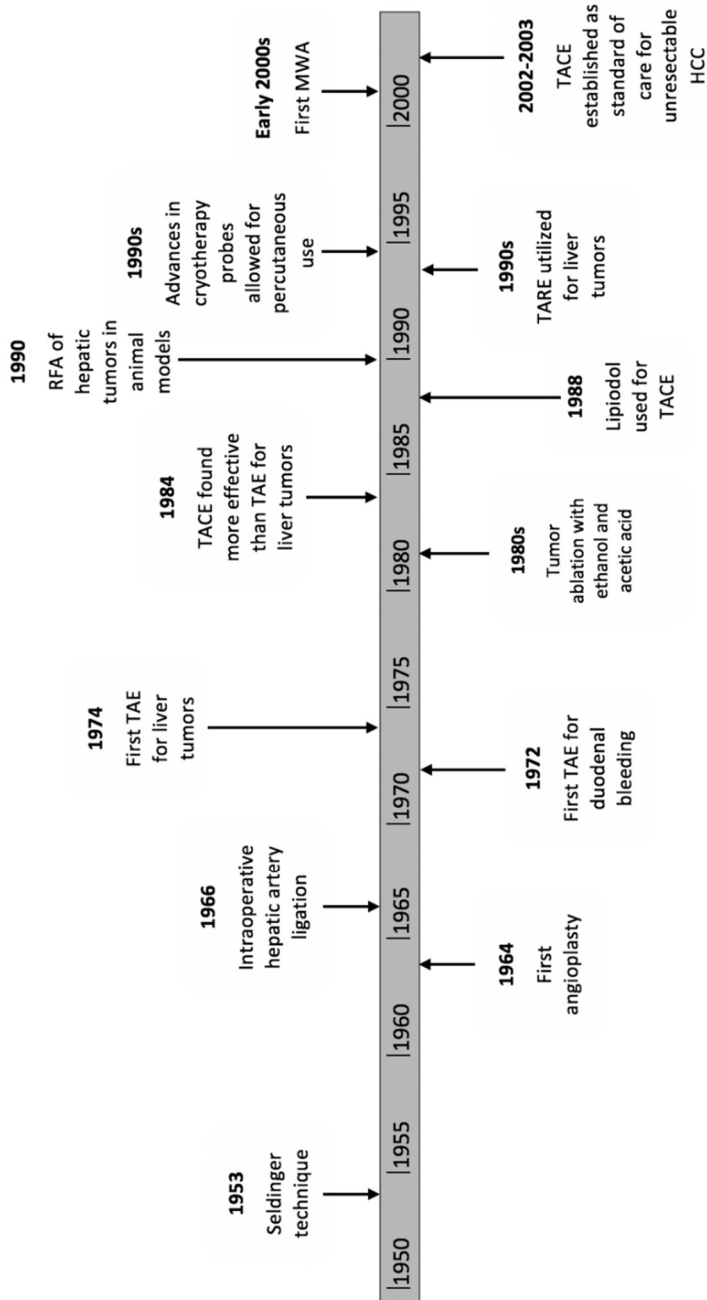 1953
Seldinger
technique
1966
Intraoperative
hepatic artery
ligation
1974
First TAE
for liver
tumors
1984
TACE found
more effective
than TAE for
liver tumors
1990
RFA of
hepatic
tumors in
animal
models
1990s
Advances in
cryotherapy
probes
allowed for
percutaneous
use
Early 2000s
First MWA
|1950 |1955 |1960 |1965 |1970 |1975 |1980 |1985 |1990 |1995 |2000
1964
First
angioplasty
1972
First TAE for
duodenal
bleeding
1980s
Tumor
ablation with
ethanol and
acetic acid
1988
Lipiodol
used for
TACE
1990s
TARE utilized
for liver
tumors
2002-2003
TACE
established as
standard of
care for
unresectable
HCC